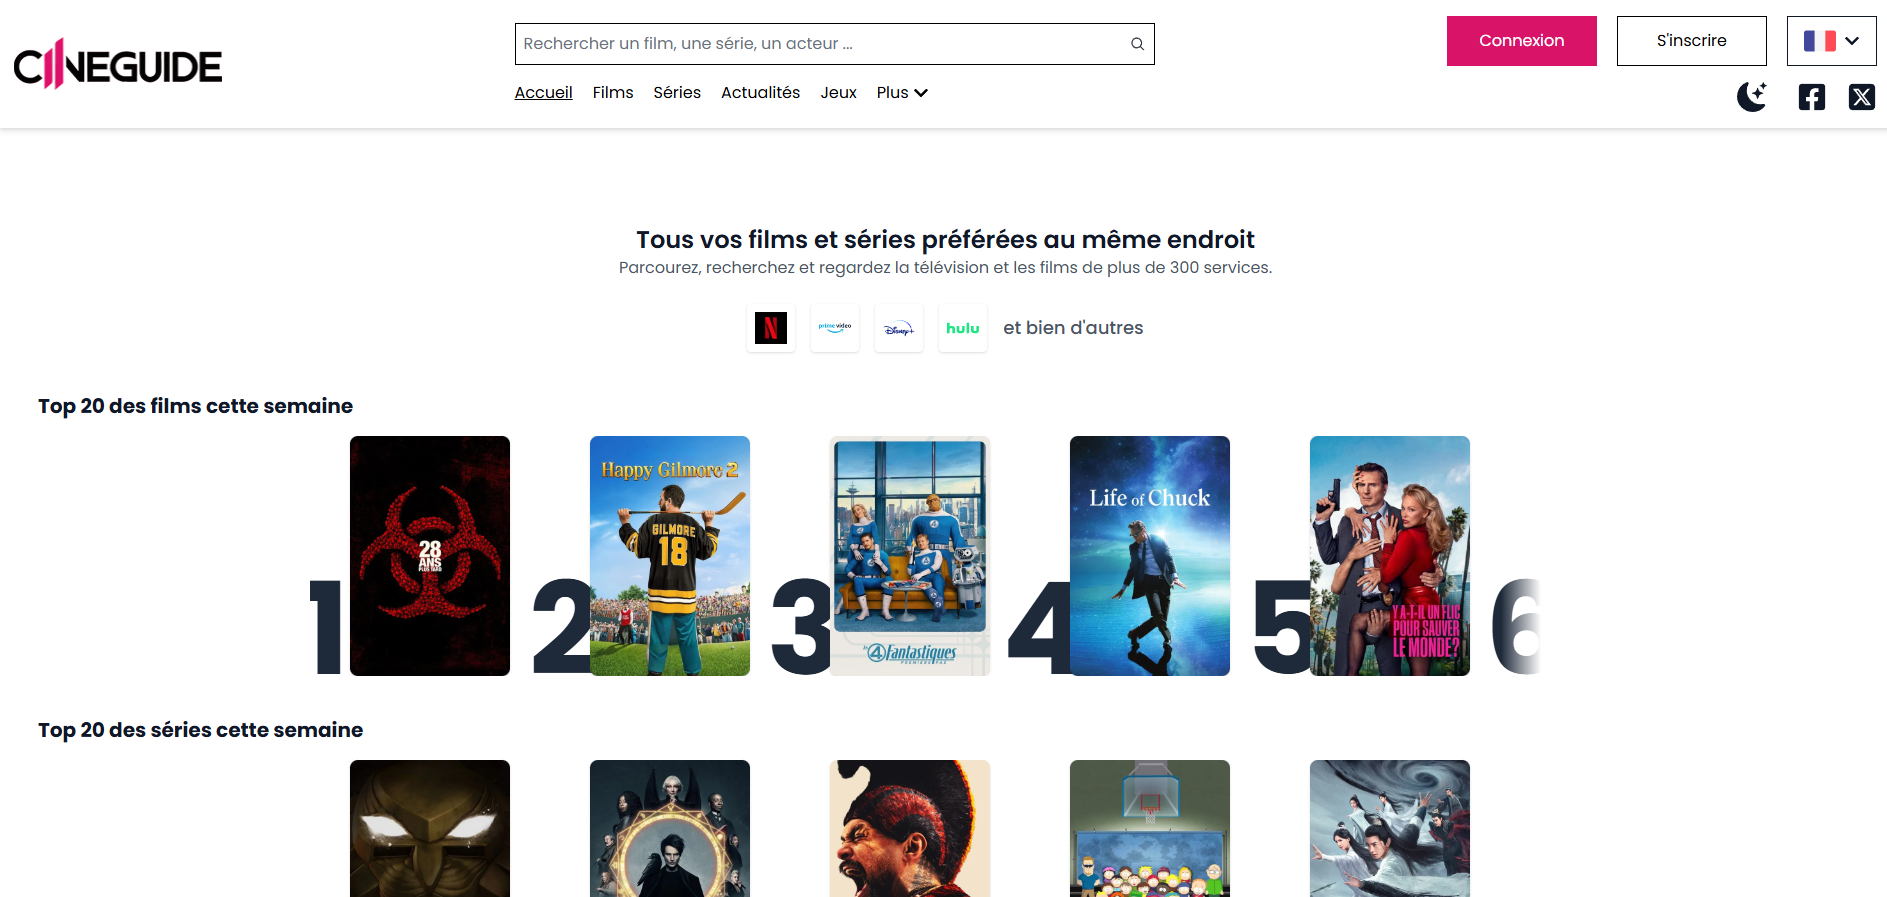 CINEGUIDE
Rechercher un film, une série, un acteur ...
Connexion
S'inscrire
Accueil Films Séries Actualités Jeux Plus
Tous vos films et séries préférées au même endroit
Parcourez, recherchez et regardez la télévision et les films de plus de 300 services.
N prime video Disney+ hulu et bien d'autres
Top 20 des films cette semaine
1
28
ANS
PLUS TARD
2
Happy Gilmore 2
GILMORE
18
3
Les 4 Fantastiques
PREMIERS PAS
4
Life of Chuck
5
Y A-T-IL UN FLIC
POUR SAUVER
LE MONDE?
6
Top 20 des séries cette semaine